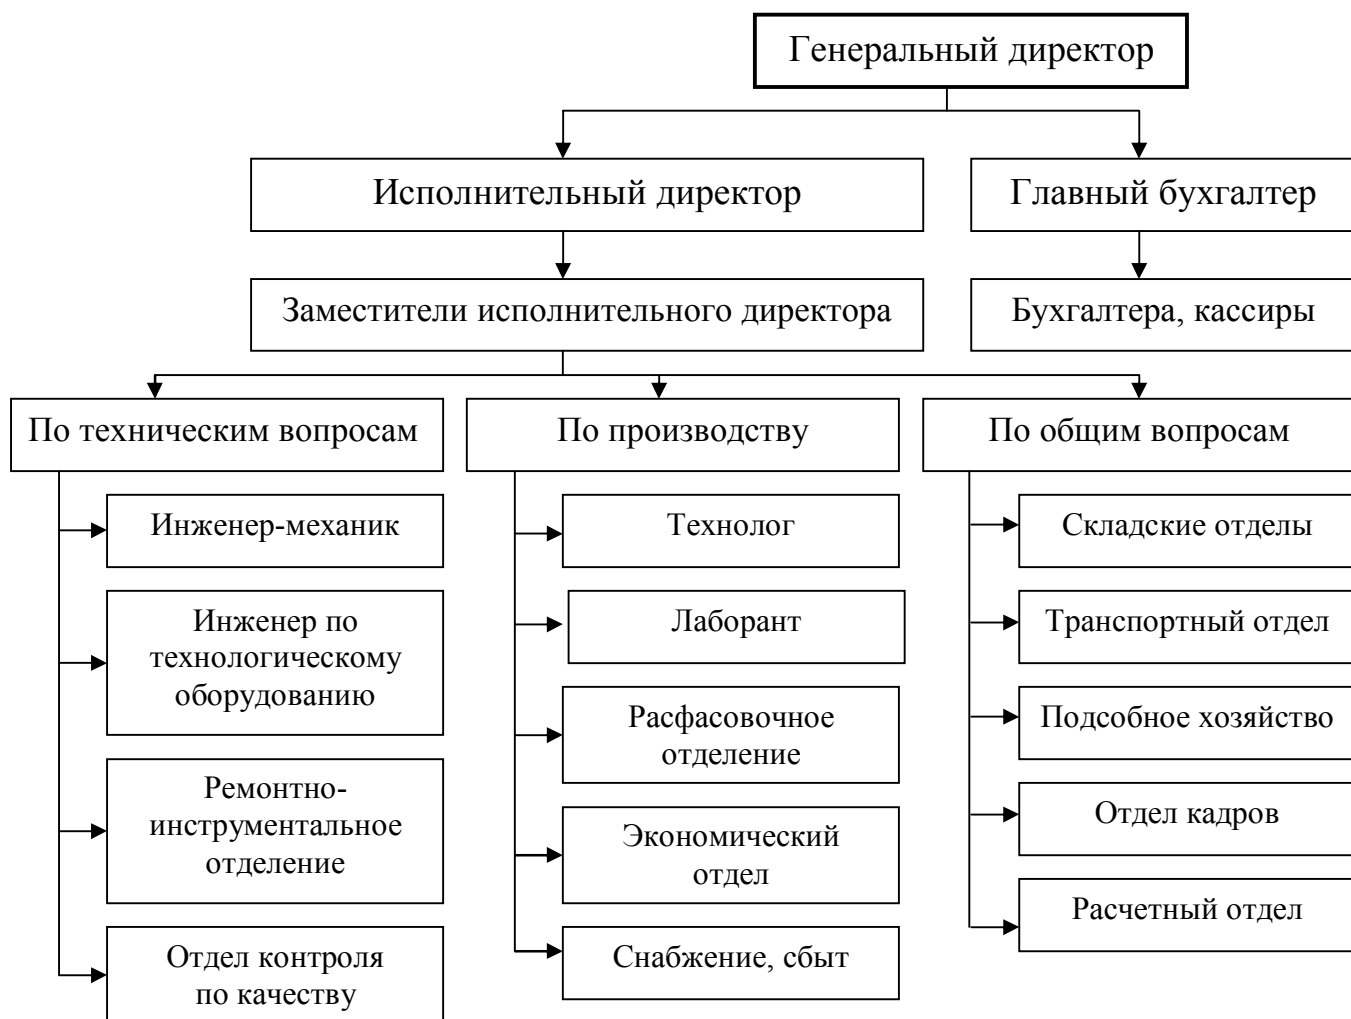 Генеральный директор
Исполнительный директор
Главный бухгалтер
Заместители исполнительного директора
Бухгалтера, кассиры
По техническим вопросам
По производству
По общим вопросам
Инженер-механик
Инженер по
технологическому
оборудованию
Ремонтно-
инструментальное
отделение
Отдел контроля
по качеству
Технолог
Лаборант
Расфасовочное
отделение
Экономический
отдел
Снабжение, сбыт
Складские отделы
Транспортный отдел
Подсобное хозяйство
Отдел кадров
Расчетный отдел